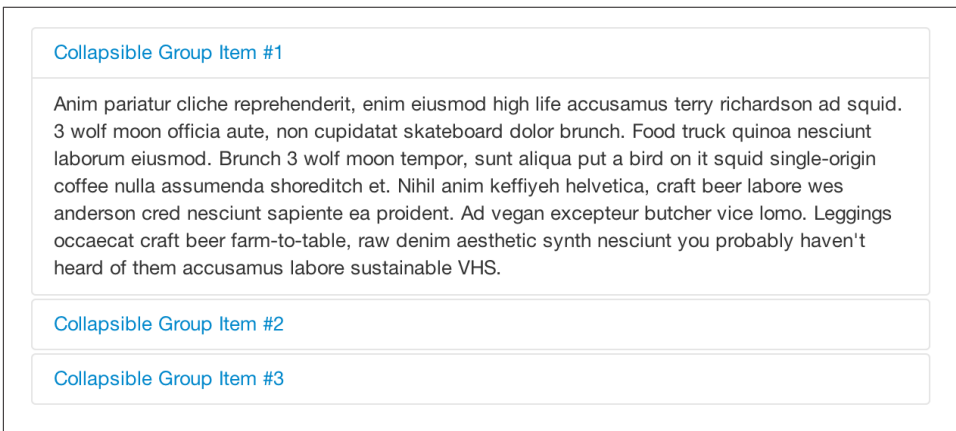 Collapsible Group Item #1
Anim pariatur cliche reprehenderit, enim eiusmod high life accusamus terry richardson ad squid.
3 wolf moon officia aute, non cupidatat skateboard dolor brunch. Food truck quinoa nesciunt
laborum eiusmod. Brunch 3 wolf moon tempor, sunt aliqua put a bird on it squid single-origin
coffee nulla assumenda shoreditch et. Nihil anim keffiyeh helvetica, craft beer labore wes
anderson cred nesciunt sapiente ea proident. Ad vegan excepteur butcher vice lomo. Leggings
occaecat craft beer farm-to-table, raw denim aesthetic synth nesciunt you probably haven't
heard of them accusamus labore sustainable VHS.
Collapsible Group Item #2
Collapsible Group Item #3